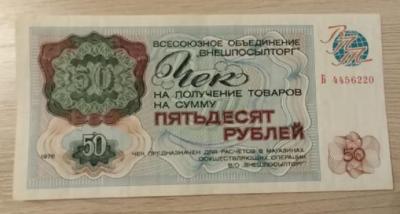 ВСЕСОЮЗНОЕ ОБЪЕДИНЕНИЕ
"ВНЕШПОСЫЛТОРГ"
50
Чек
ВПТ
Б 4456220
НА ПОЛУЧЕНИЕ ТОВАРОВ
НА СУММУ
ПЯТЬДЕСЯТ
РУБЛЕЙ
50
50
1976
ЧЕК ПРЕДНАЗНАЧЕН ДЛЯ РАСЧЕТОВ В МАГАЗИНАХ,
ОСУЩЕСТВЛЯЮЩИХ ОПЕРАЦИИ
В/О ВНЕШПОСЫЛТОРГ